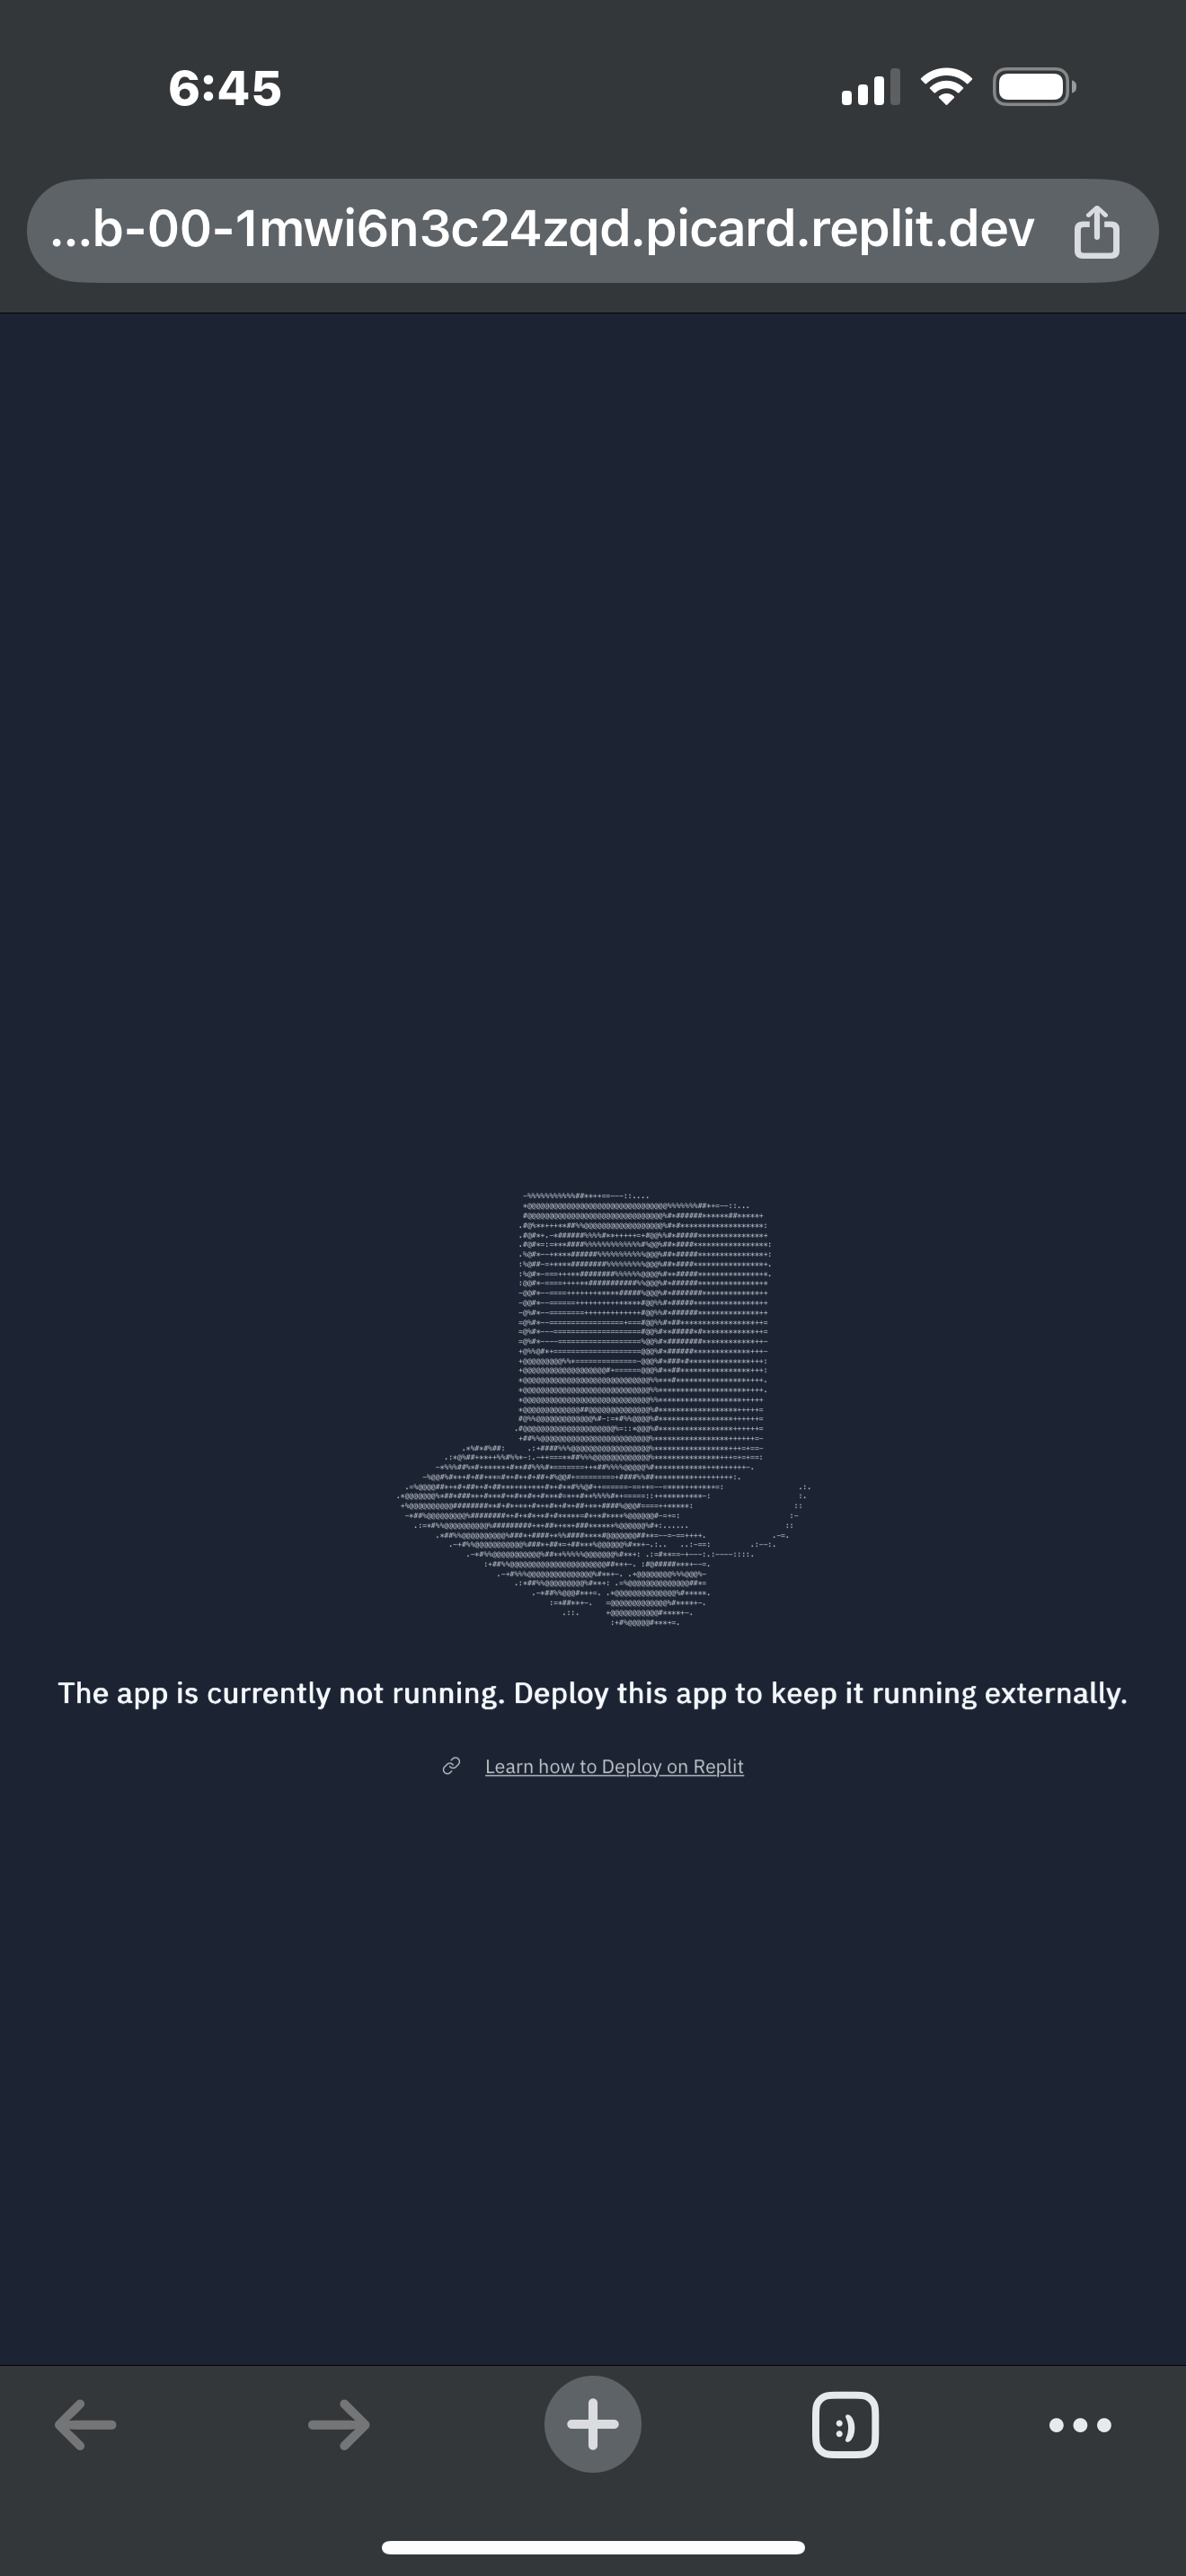 6:45
...b-00-1mwi6n3c24zqd.picard.replit.dev
The app is currently not running. Deploy this app to keep it running externally.
Learn how to Deploy on Replit
:)